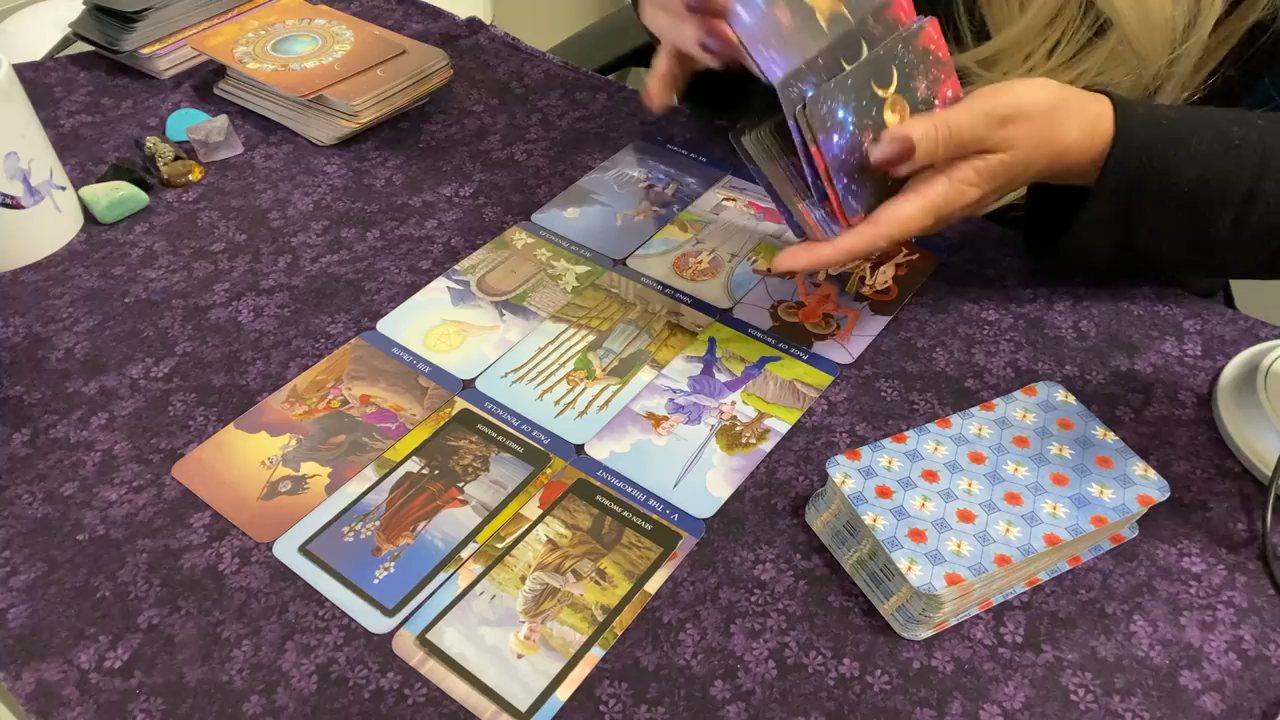 SIX OF SWORDS
ACE OF PENTACLES
NINE OF WANDS
PAGE OF SWORDS
XIII • DEATH
PAGE OF PENTACLES
V • THE HIEROPHANT
THREE OF WANDS
SEVEN OF SWORDS